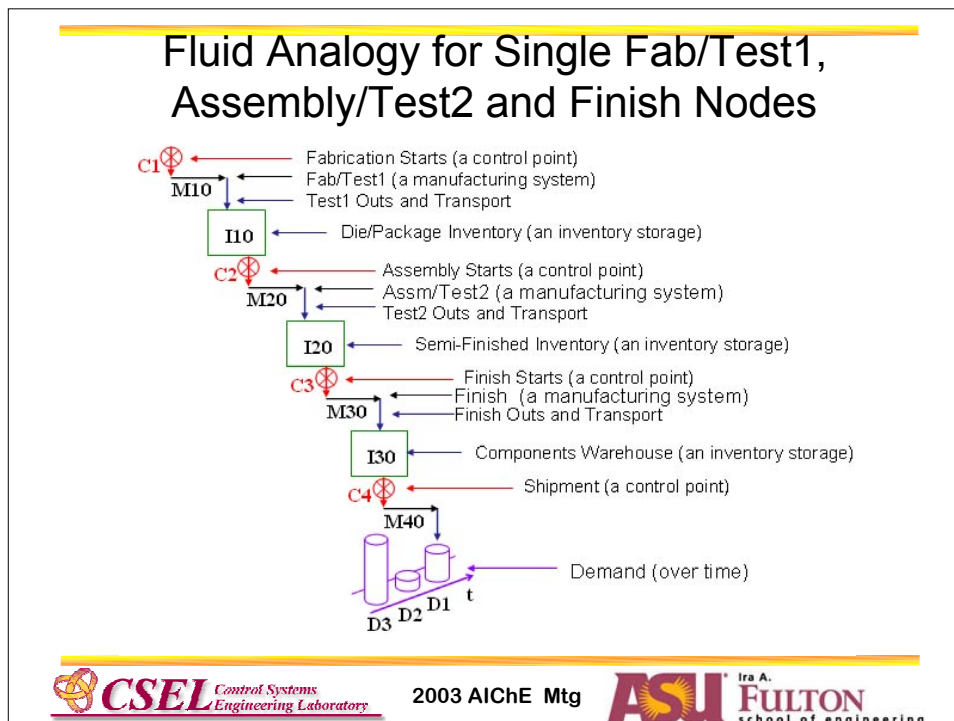 Fluid Analogy for Single Fab/Test1,
Assembly/Test2 and Finish Nodes
C1
Fabrication Starts (a control point)
M10
Fab/Test1 (a manufacturing system)
Test1 Outs and Transport
I10
Die/Package Inventory (an inventory storage)
C2
Assembly Starts (a control point)
M20
Assm/Test2 (a manufacturing system)
Test2 Outs and Transport
I20
Semi-Finished Inventory (an inventory storage)
C3
Finish Starts (a control point)
M30
Finish (a manufacturing system)
Finish Outs and Transport
I30
Components Warehouse (an inventory storage)
C4
Shipment (a control point)
M40
Demand (over time)
D3 D2 D1 t
CSEL Control Systems
Engineering Laboratory
2003 AIChE Mtg
ASU
Ira A.
FULTON
school of engineering